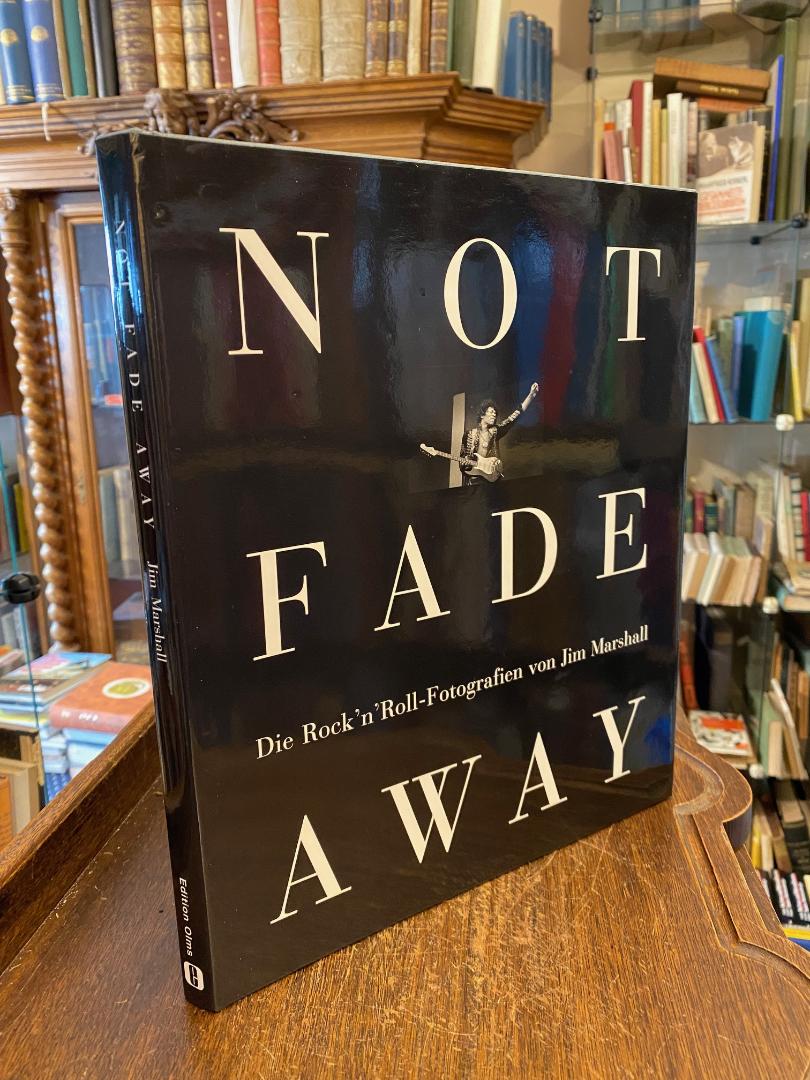 NOT
FADE
Die Rock'n'Roll-Fotografien von Jim Marshall
AWAY
NOT FADE AWAY Jim Marshall
Edition Olms